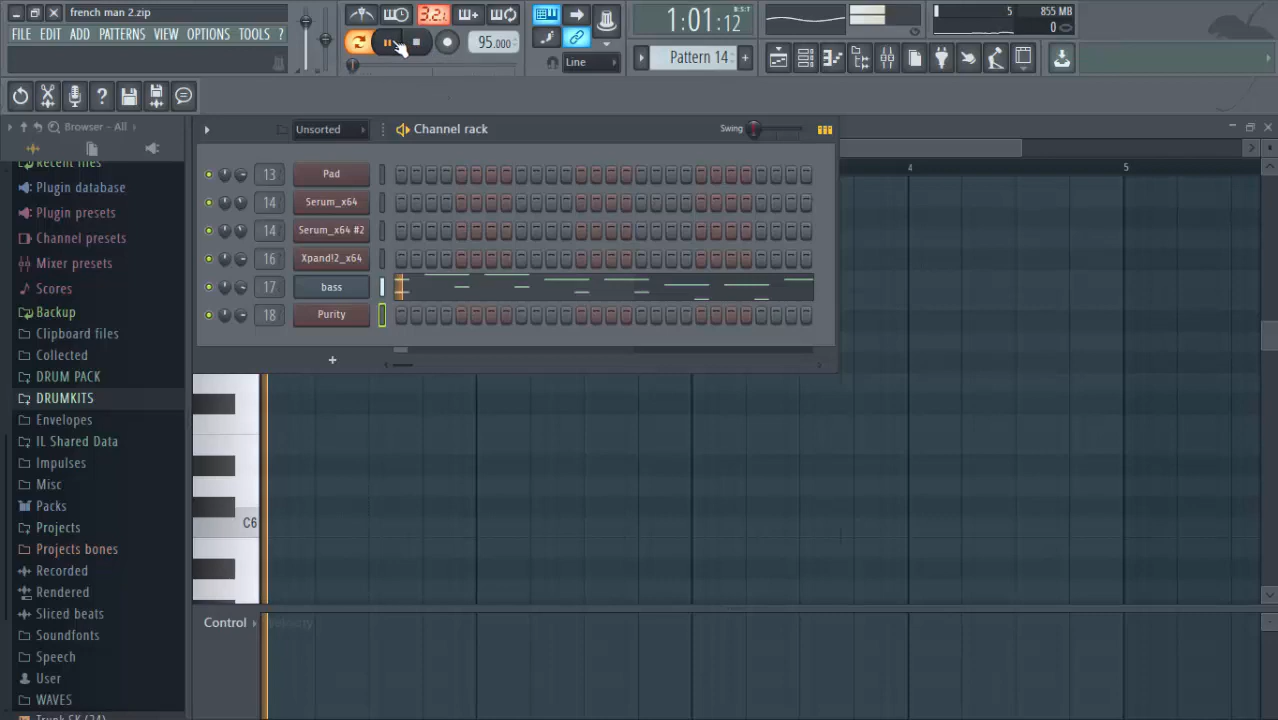 french man 2.zip
FILE EDIT ADD PATTERNS VIEW OPTIONS TOOLS ?
3.2.
95.000
1:01:12
B:S:T
5
855 MB
0
Line
Pattern 14
Browser - All
Recent files
Plugin database
Plugin presets
Channel presets
Mixer presets
Scores
Backup
Clipboard files
Collected
DRUM PACK
DRUMKITS
Envelopes
IL Shared Data
Impulses
Misc
Packs
Projects
Projects bones
Recorded
Rendered
Sliced beats
Soundfonts
Speech
User
WAVES
Unsorted
Channel rack
Swing
13 Pad
14 Serum_x64
14 Serum_x64 #2
16 Xpand!2_x64
17 bass
18 Purity
+
4
5
C6
Control
Velocity